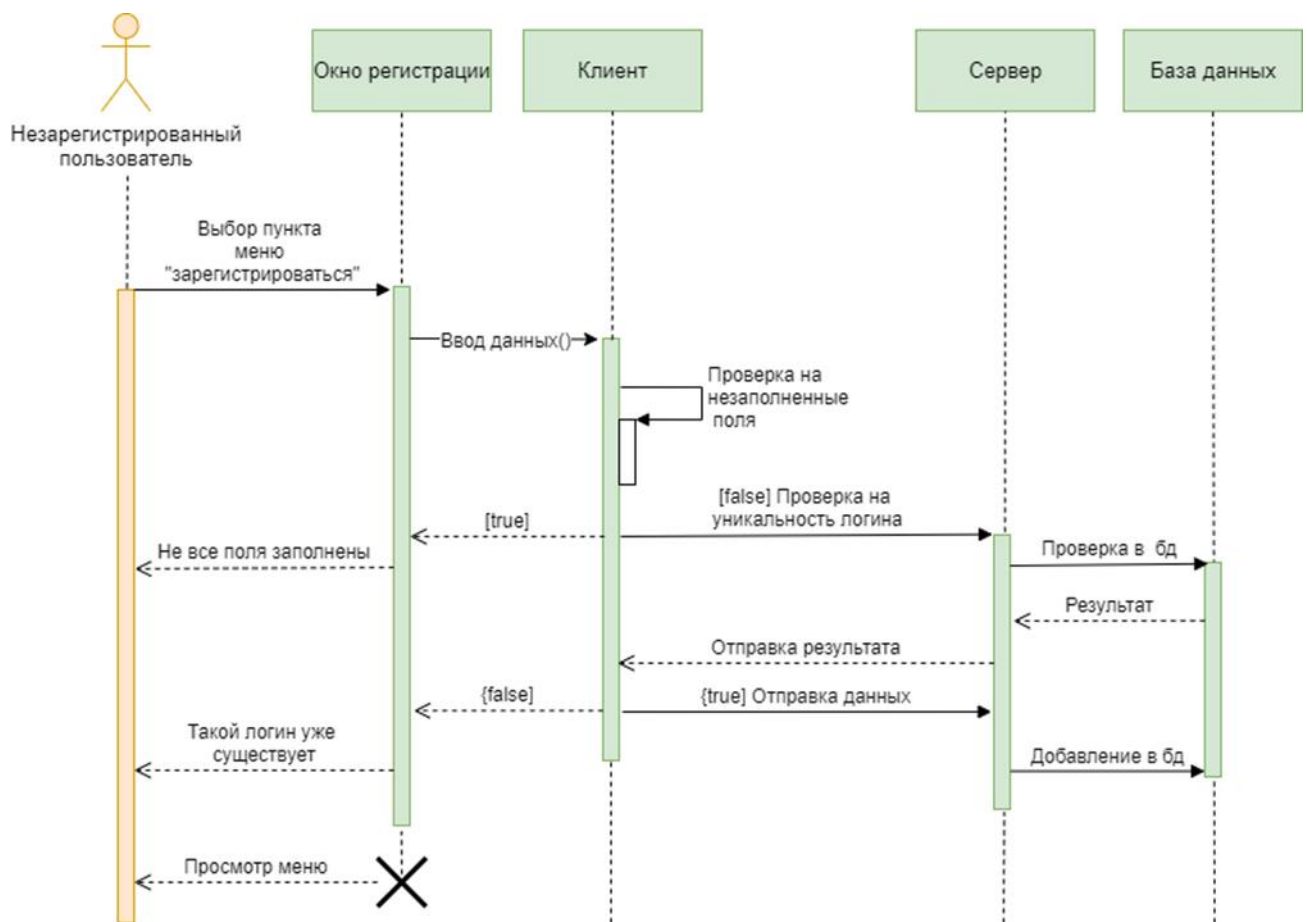 Окно регистрации
Клиент
Сервер
База данных
Незарегистрированный
пользователь
Выбор пункта
меню
"зарегистрироваться"
Ввод данных()
Проверка на
незаполненные
поля
[false] Проверка на
уникальность логина
[true]
Не все поля заполнены
Проверка в бд
Результат
Отправка результата
{false]
{true] Отправка данных
Такой логин уже
существует
Добавление в бд
Просмотр меню